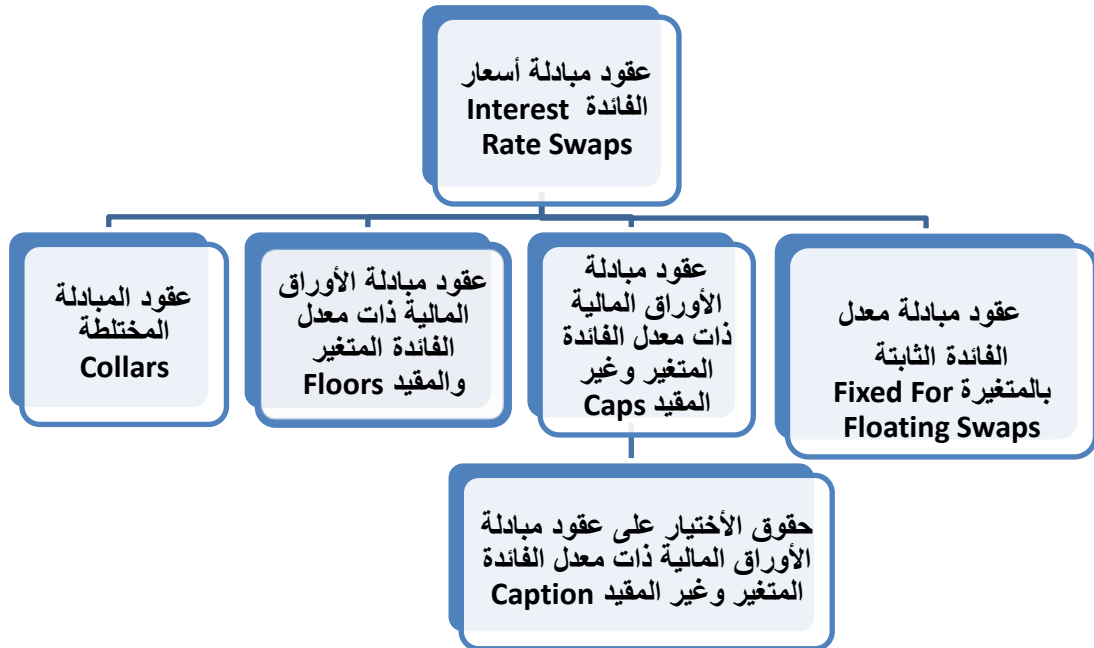 عقود مبادلة أسعار
الفائدة Interest
Rate Swaps
عقود مبادلة معدل
الفائدة الثابتة
بالمتغيرة Fixed For
Floating Swaps
عقود مبادلة
الأوراق المالية
ذات معدل الفائدة
المتغير وغير
المقيد Caps
عقود مبادلة الأوراق
المالية ذات معدل
الفائدة المتغير
والمقيد Floors
عقود المبادلة
المختلطة
Collars
حقوق الأختيار على عقود مبادلة
الأوراق المالية ذات معدل الفائدة
المتغير وغير المقيد Caption